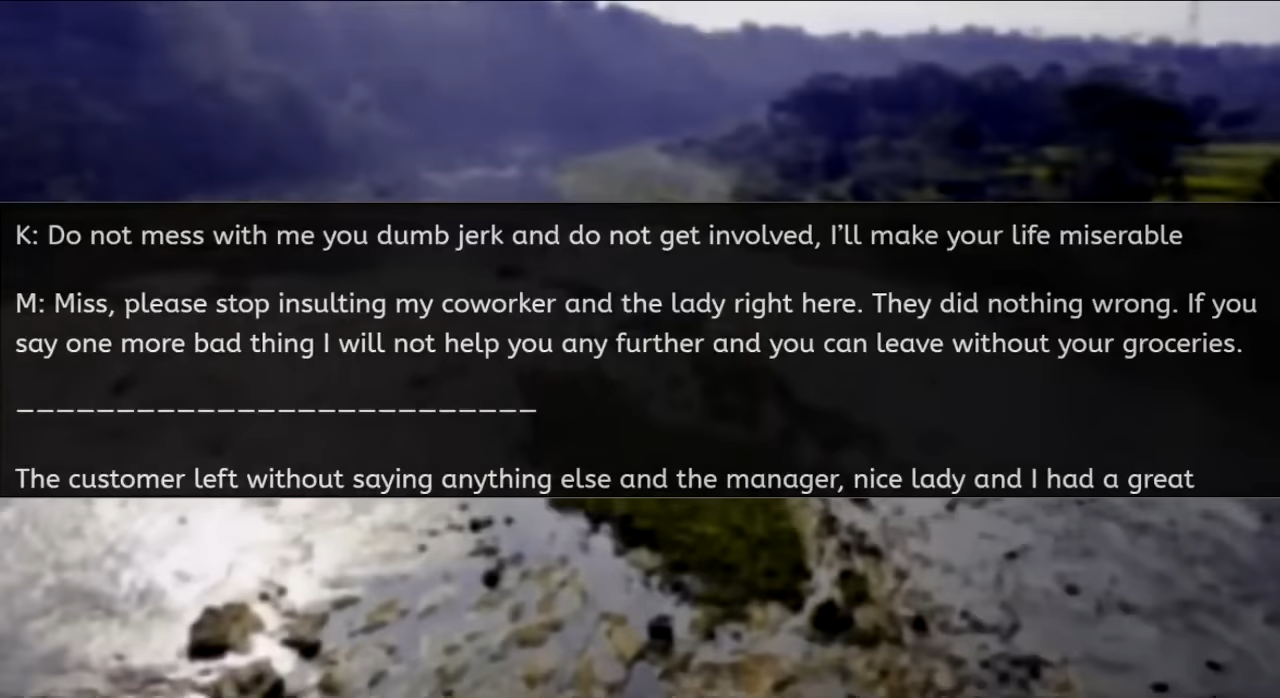 K: Do not mess with me you dumb jerk and do not get involved, I’ll make your life miserable
M: Miss, please stop insulting my coworker and the lady right here. They did nothing wrong. If you
say one more bad thing I will not help you any further and you can leave without your groceries.
__________________________
The customer left without saying anything else and the manager, nice lady and I had a great